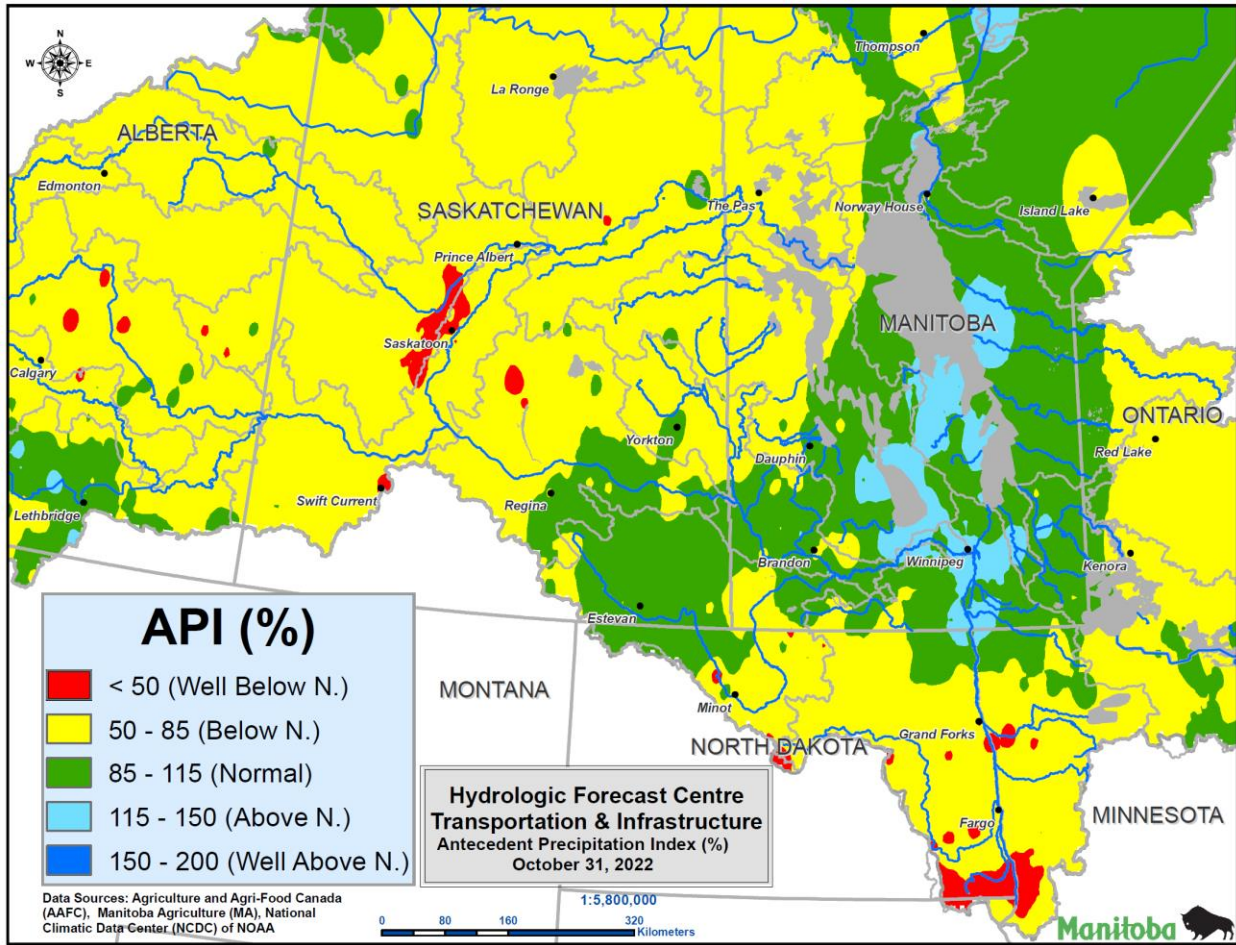 N
W E
S
Thompson
La Ronge
ALBERTA
Edmonton
SASKATCHEWAN
The Pas
Norway House
Island Lake
Prince Albert
MANITOBA
Saskatoon
Calgary
ONTARIO
Yorkton
Dauphin
Red Lake
Swift Current
Regina
Lethbridge
Brandon
Winnipeg
Kenora
Estevan
MONTANA
Minot
Grand Forks
NORTH DAKOTA
Fargo
MINNESOTA
API (%)
< 50 (Well Below N.)
50 - 85 (Below N.)
85 - 115 (Normal)
115 - 150 (Above N.)
150 - 200 (Well Above N.)
Hydrologic Forecast Centre
Transportation & Infrastructure
Antecedent Precipitation Index (%)
October 31, 2022
Data Sources: Agriculture and Agri-Food Canada
(AAFC), Manitoba Agriculture (MA), National
Climatic Data Center (NCDC) of NOAA
1:5,800,000
0 80 160 320
Kilometers
Manitoba